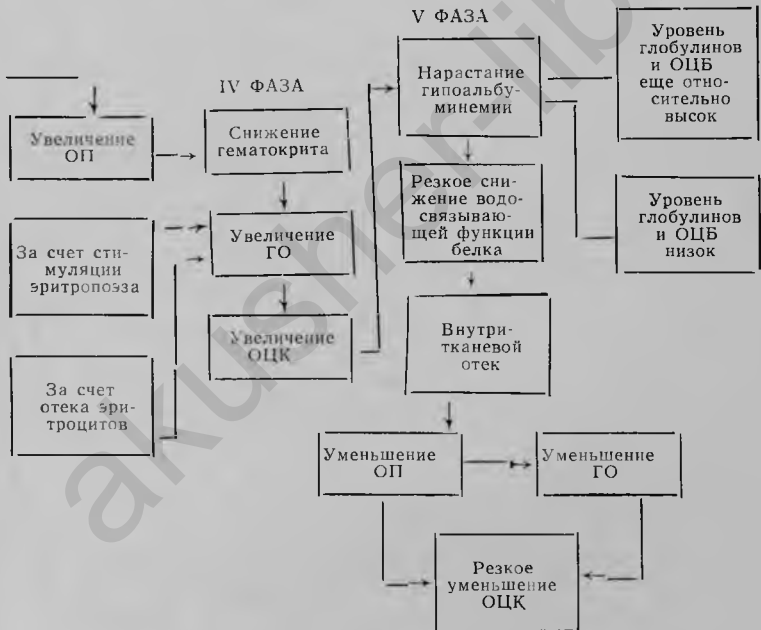 V ФАЗА
Уровень
глобулинов
и ОЦБ
еще отно-
сительно
высок
Нарастание
гипоальбу-
минемии
IV ФАЗА
Увеличение
ОП
Снижение
гематокрита
Резкое сни-
жение водо-
связываю-
щей функции
белка
Уровень
глобулинов
и ОЦБ
низок
За счет сти-
муляции
эритропоэза
Увеличение
ГО
Увеличение
ОЦК
Внутри-
тканевой
отек
За счет
отека эри-
троцитов
Уменьшение
ОП
Уменьшение
ГО
Резкое
уменьшение
ОЦК
akusher-lib